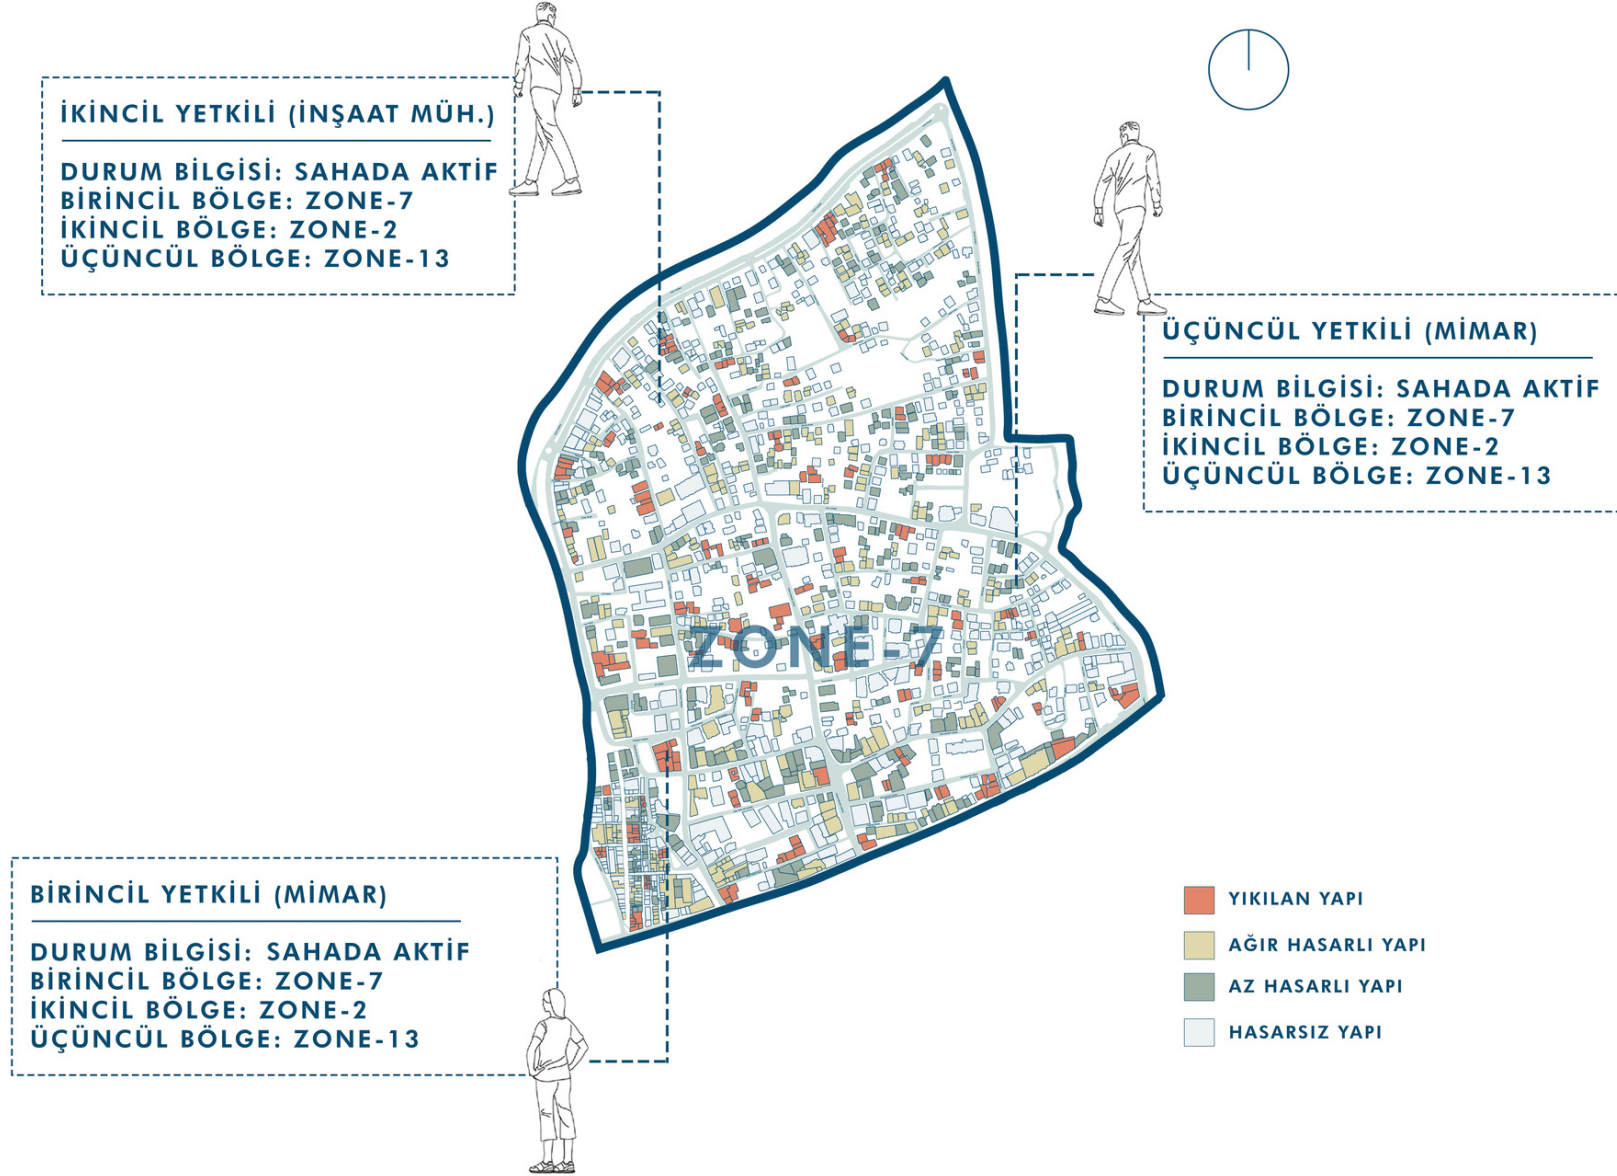 İKİNCİL YETKİLİ (İNŞAAT MÜH.)
DURUM BİLGİSİ: SAHADA AKTİF
BİRİNCİL BÖLGE: ZONE-7
İKİNCİL BÖLGE: ZONE-2
ÜÇÜNCÜL BÖLGE: ZONE-13
ÜÇÜNCÜL YETKİLİ (MİMAR)
DURUM BİLGİSİ: SAHADA AKTİF
BİRİNCİL BÖLGE: ZONE-7
İKİNCİL BÖLGE: ZONE-2
ÜÇÜNCÜL BÖLGE: ZONE-13
ZONE-7
BİRİNCİL YETKİLİ (MİMAR)
DURUM BİLGİSİ: SAHADA AKTİF
BİRİNCİL BÖLGE: ZONE-7
İKİNCİL BÖLGE: ZONE-2
ÜÇÜNCÜL BÖLGE: ZONE-13
YIKILAN YAPI
AĞIR HASARLI YAPI
AZ HASARLI YAPI
HASARSIZ YAPI